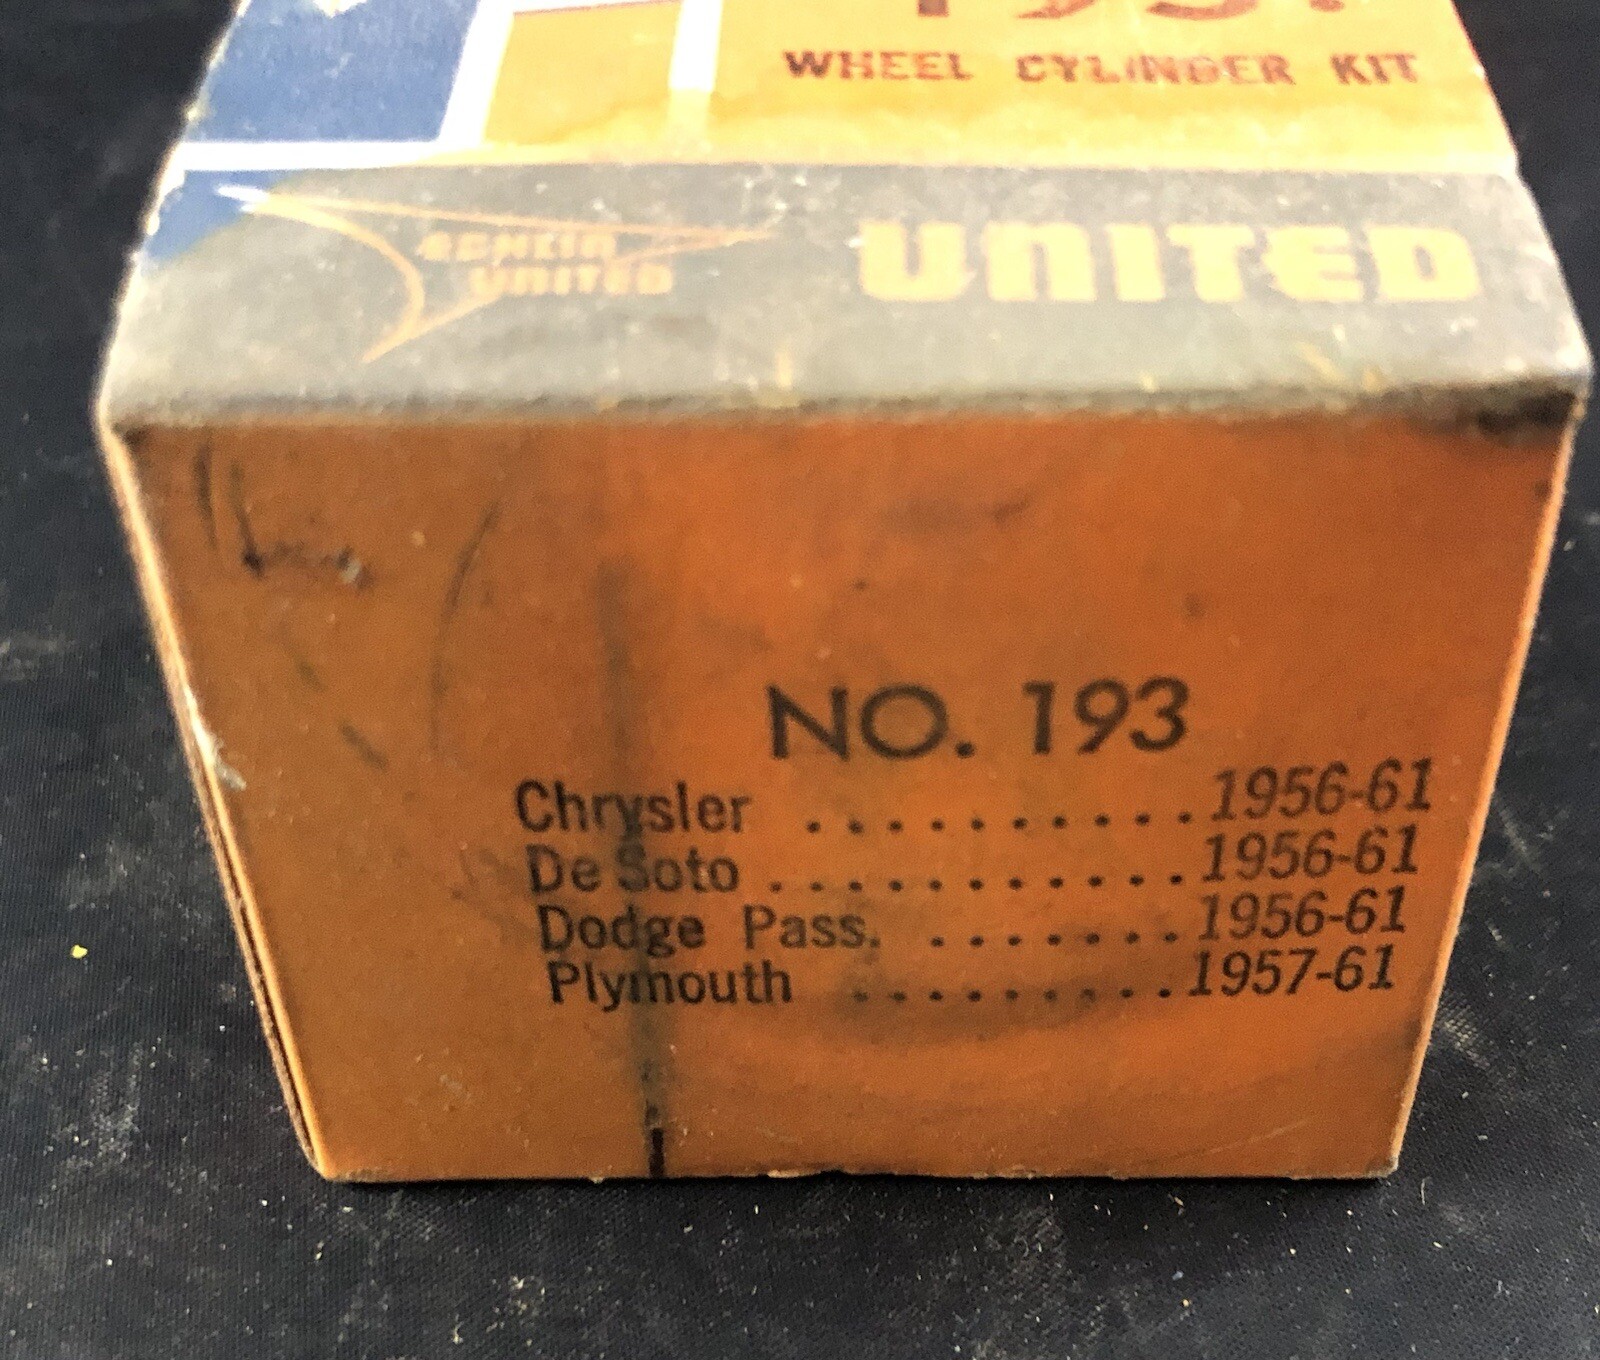 WHEEL CYLINDER KIT
ECHLIN
UNITED
UNITED
NO. 193
Chrysler ..........1956-61
De Soto ...........1956-61
Dodge Pass. .......1956-61
Plymouth .........1957-61